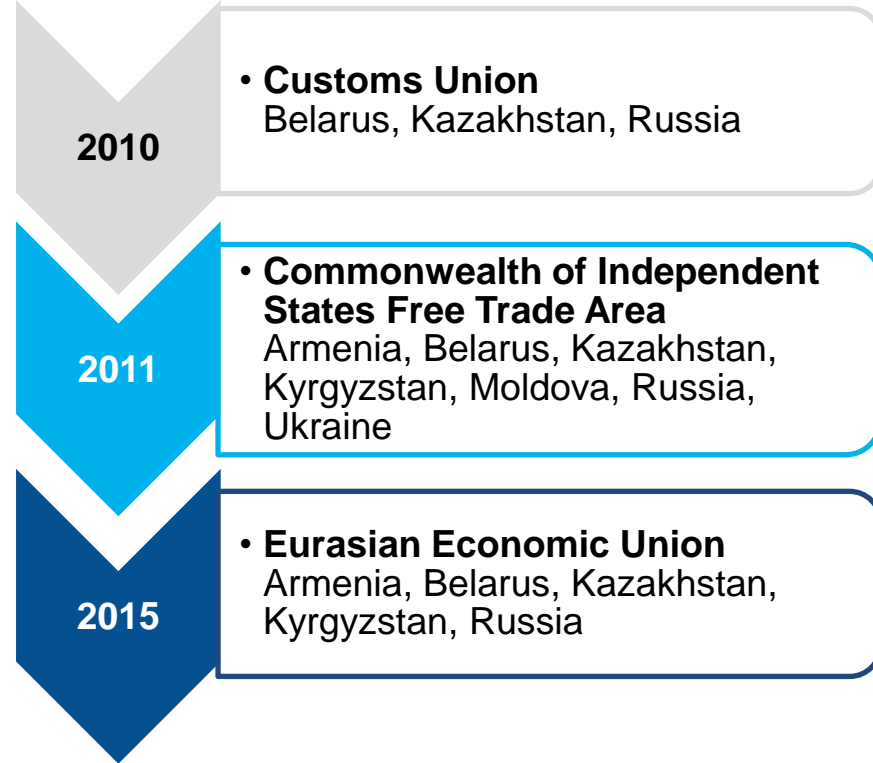 2010
• Customs Union
Belarus, Kazakhstan, Russia
2011
• Commonwealth of Independent
States Free Trade Area
Armenia, Belarus, Kazakhstan,
Kyrgyzstan, Moldova, Russia,
Ukraine
2015
• Eurasian Economic Union
Armenia, Belarus, Kazakhstan,
Kyrgyzstan, Russia